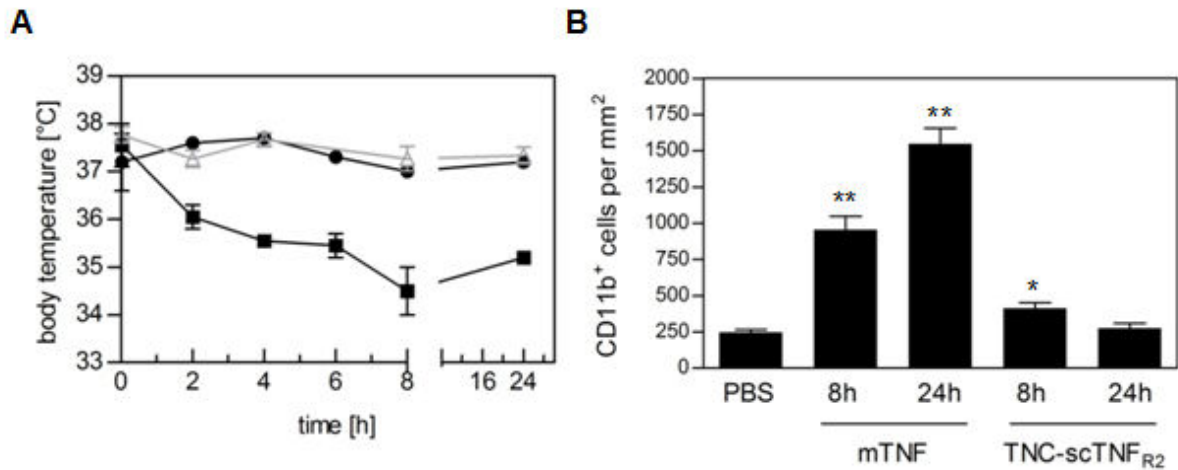 A
39
38
37
36
35
34
33
body temperature [°C]
0 2 4 6 8 16 24
time [h]
B
2000
1750
1500
1250
1000
750
500
250
0
CD11b+ cells per mm2
**
**
*
PBS 8h 24h 8h 24h
mTNF TNC-scTNFR2